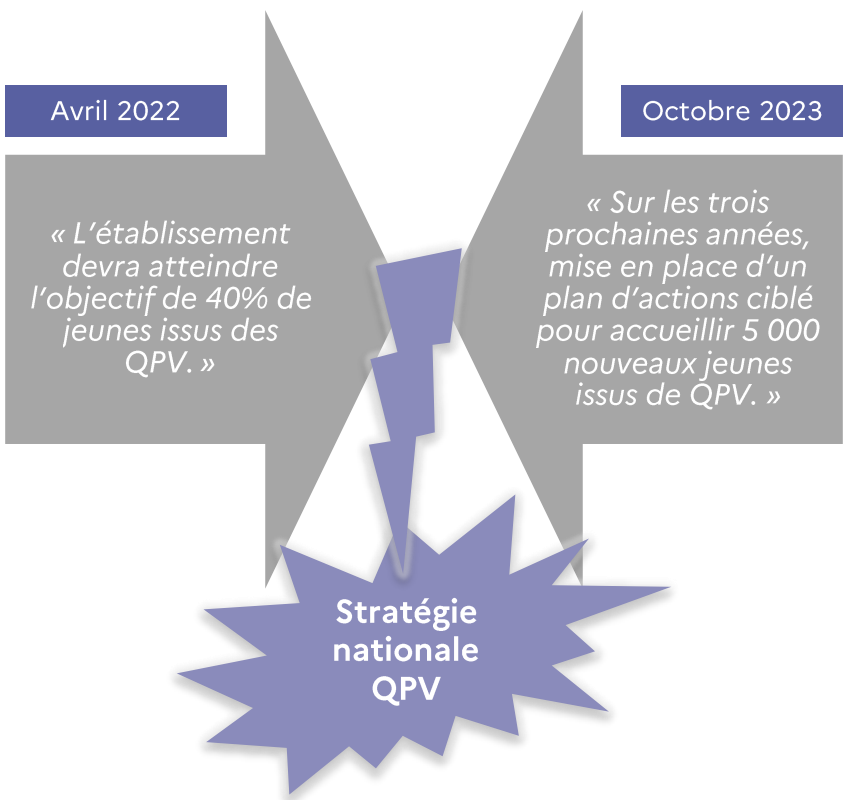 Avril 2022
« L'établissement
devra atteindre
l'objectif de 40% de
jeunes issus des
QPV. »
Octobre 2023
« Sur les trois
prochaines années,
mise en place d'un
plan d'actions ciblé
pour accueillir 5 000
nouveaux jeunes
issus de QPV. »
Stratégie
nationale
QPV